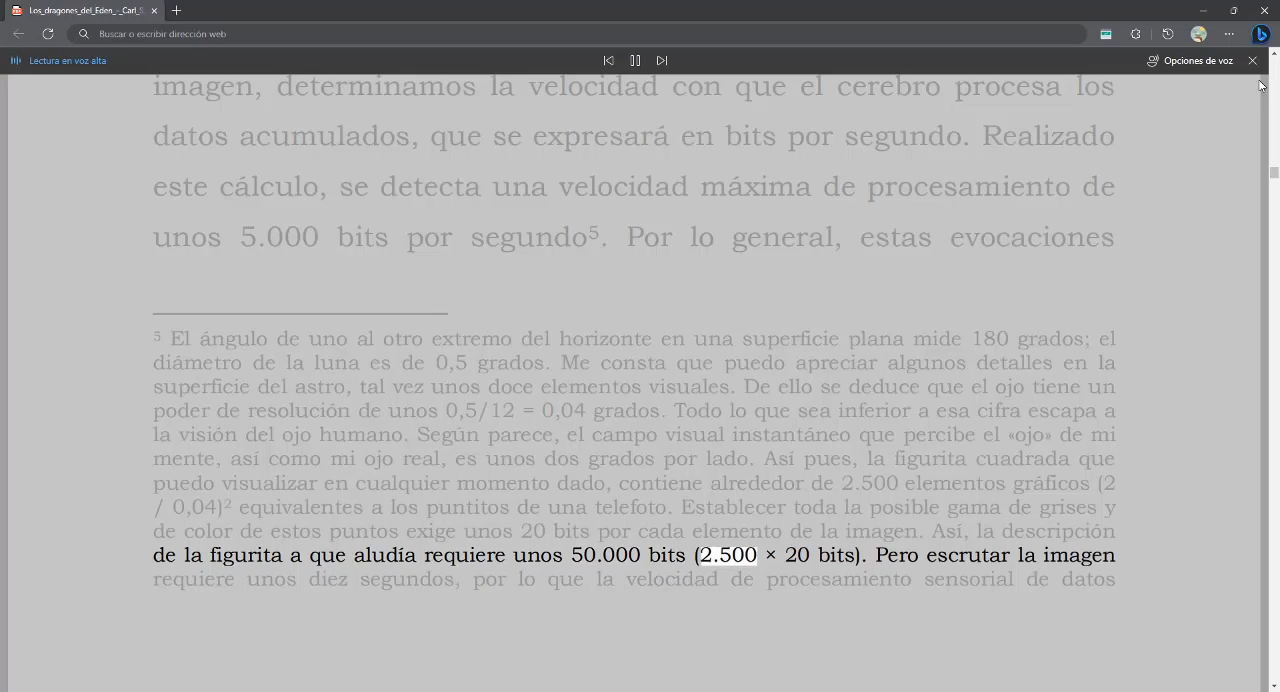 Los_dragones_del_Eden_-_Carl_S
Buscar o escribir dirección web
Lectura en voz alta
Opciones de voz
imagen, determinamos la velocidad con que el cerebro procesa los
datos acumulados, que se expresará en bits por segundo. Realizado
este cálculo, se detecta una velocidad máxima de procesamiento de
unos 5.000 bits por segundo⁵. Por lo general, estas evocaciones
⁵ El ángulo de uno al otro extremo del horizonte en una superficie plana mide 180 grados; el
diámetro de la luna es de 0,5 grados. Me consta que puedo apreciar algunos detalles en la
superficie del astro, tal vez unos doce elementos visuales. De ello se deduce que el ojo tiene un
poder de resolución de unos 0,5/12 = 0,04 grados. Todo lo que sea inferior a esa cifra escapa a
la visión del ojo humano. Según parece, el campo visual instantáneo que percibe el «ojo» de mi
mente, así como mi ojo real, es unos dos grados por lado. Así pues, la figurita cuadrada que
puedo visualizar en cualquier momento dado, contiene alrededor de 2.500 elementos gráficos (2
/ 0,04)² equivalentes a los puntitos de una telefoto. Establecer toda la posible gama de grises y
de color de estos puntos exige unos 20 bits por cada elemento de la imagen. Así, la descripción
de la figurita a que aludía requiere unos 50.000 bits (2.500 × 20 bits). Pero escrutar la imagen
requiere unos diez segundos, por lo que la velocidad de procesamiento sensorial de datos